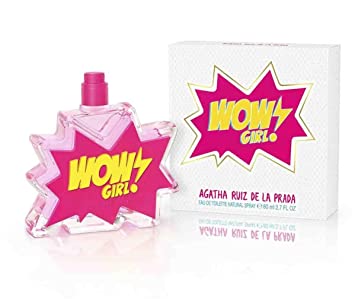 WOW
GIRL!
WOW
GIRL!
AGATHA RUIZ DE LA PRADA
EAU DE TOILETTE NATURAL SPRAY e 80 ml 2.7 FL. OZ